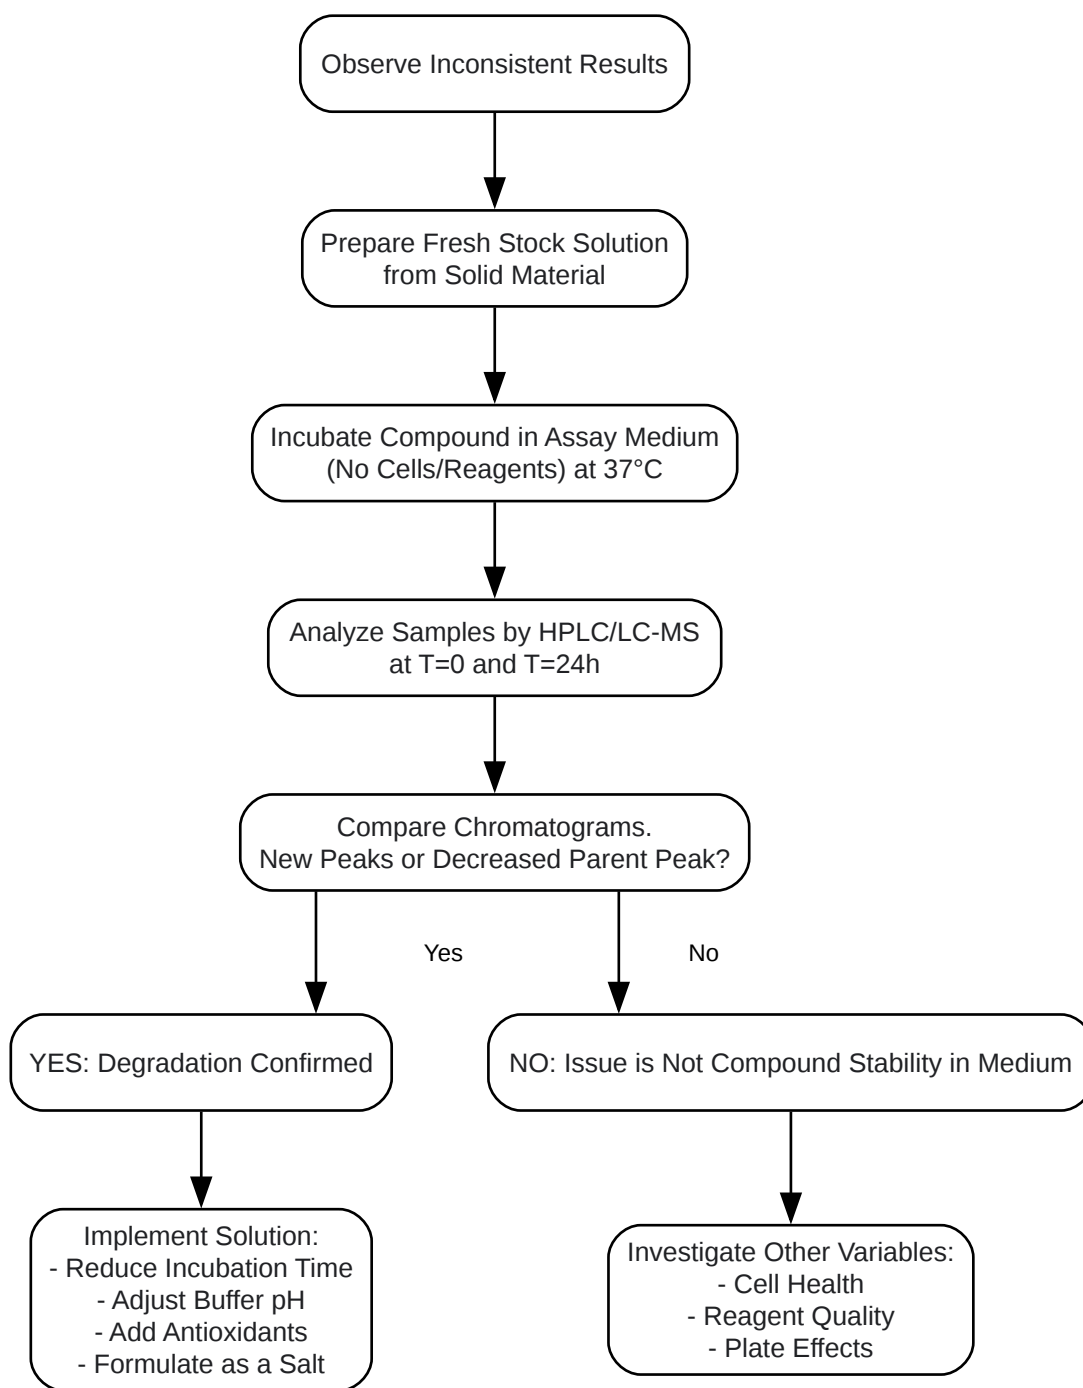 Observe Inconsistent Results
Prepare Fresh Stock Solution
from Solid Material
Incubate Compound in Assay Medium
(No Cells/Reagents) at 37°C
Analyze Samples by HPLC/LC-MS
at T=0 and T=24h
Compare Chromatograms.
New Peaks or Decreased Parent Peak?
Yes
No
YES: Degradation Confirmed
NO: Issue is Not Compound Stability in Medium
Implement Solution:
- Reduce Incubation Time
- Adjust Buffer pH
- Add Antioxidants
- Formulate as a Salt
Investigate Other Variables:
- Cell Health
- Reagent Quality
- Plate Effects